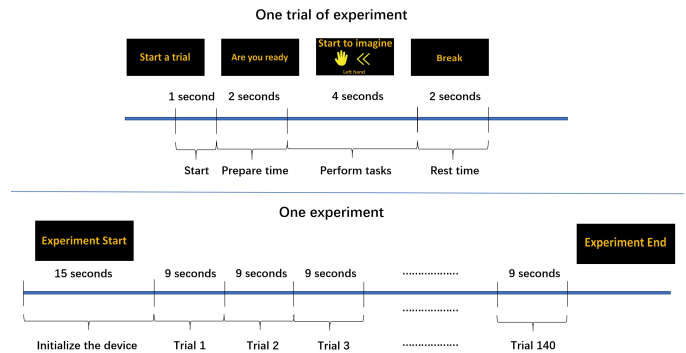 One trial of experiment
Start a trial
Are you ready
Start to imagine
Left hand
Break
1 second
2 seconds
4 seconds
2 seconds
Start
Prepare time
Perform tasks
Rest time
One experiment
Experiment Start
Experiment End
15 seconds
9 seconds
9 seconds
9 seconds
.................
9 seconds
.................
Initialize the device
Trial 1
Trial 2
Trial 3
.................
Trial 140